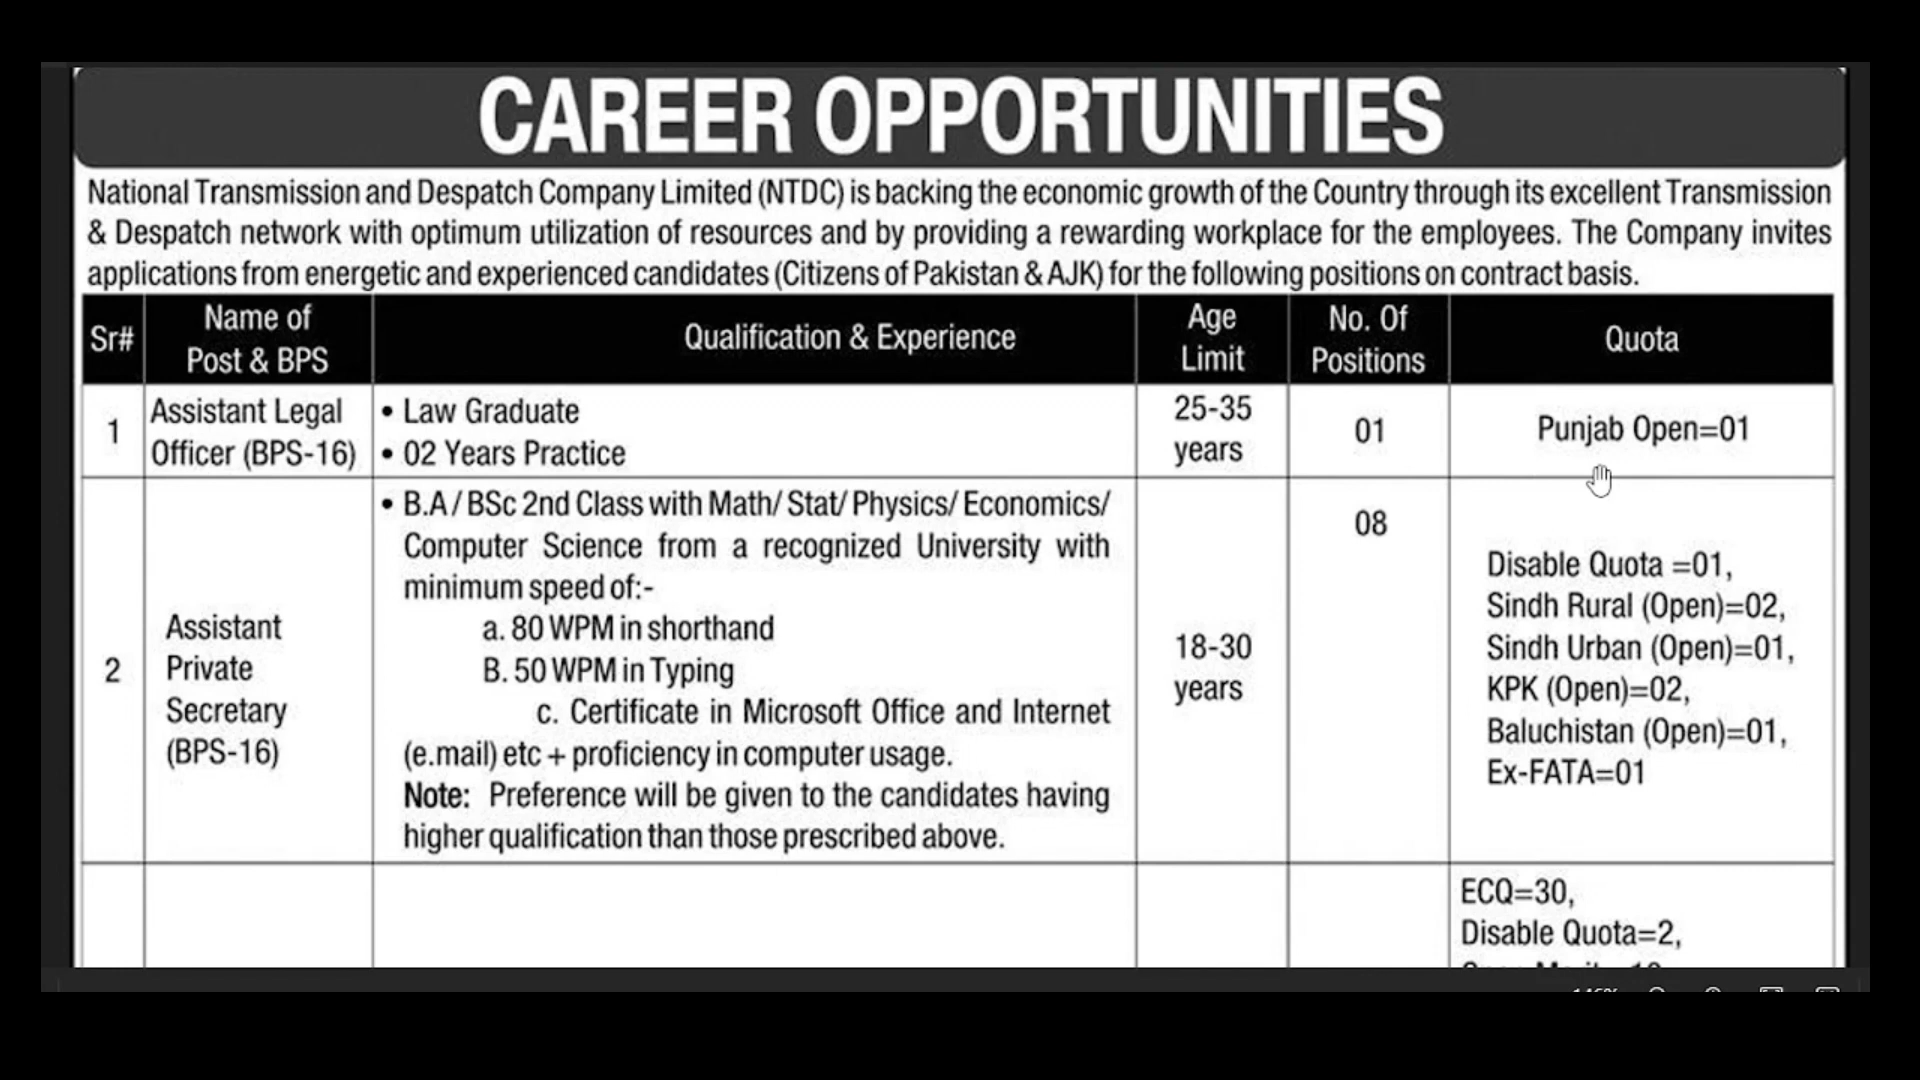 CAREER OPPORTUNITIES
National Transmission and Despatch Company Limited (NTDC) is backing the economic growth of the Country through its excellent Transmission
& Despatch network with optimum utilization of resources and by providing a rewarding workplace for the employees. The Company invites
applications from energetic and experienced candidates (Citizens of Pakistan & AJK) for the following positions on contract basis.
Sr#
Name of
Post & BPS
Qualification & Experience
Age
Limit
No. Of
Positions
Quota
1
Assistant Legal
Officer (BPS-16)
• Law Graduate
• 02 Years Practice
25-35
years
01
Punjab Open=01
2
Assistant
Private
Secretary
(BPS-16)
• B.A / BSc 2nd Class with Math/ Stat/ Physics/ Economics/
Computer Science from a recognized University with
minimum speed of:-
a. 80 WPM in shorthand
B. 50 WPM in Typing
c. Certificate in Microsoft Office and Internet
(e.mail) etc + proficiency in computer usage.
Note: Preference will be given to the candidates having
higher qualification than those prescribed above.
18-30
years
08
Disable Quota =01,
Sindh Rural (Open)=02,
Sindh Urban (Open)=01,
KPK (Open)=02,
Baluchistan (Open)=01,
Ex-FATA=01
ECQ=30,
Disable Quota=2,